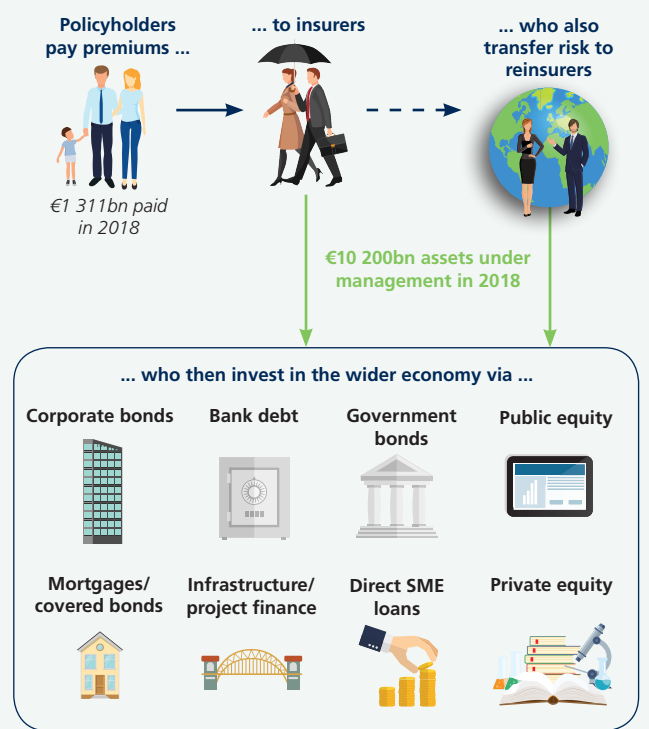 Policyholders
pay premiums ...
... to insurers
... who also
transfer risk to
reinsurers
€1 311bn paid
in 2018
€10 200bn assets under
management in 2018
... who then invest in the wider economy via ...
Corporate bonds
Bank debt
Government
bonds
Public equity
Mortgages/
covered bonds
Infrastructure/
project finance
Direct SME
loans
Private equity